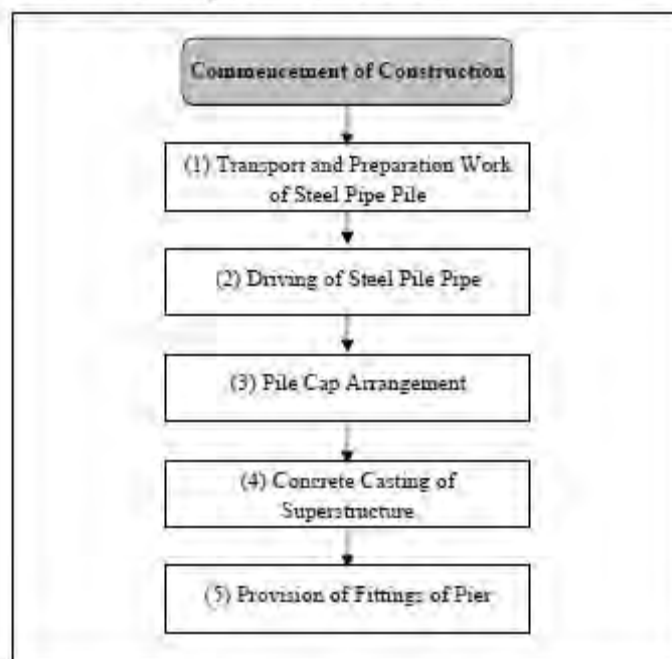 Commencement of Construction
(1) Transport and Preparation Work
of Steel Pipe Pile
(2) Driving of Steel Pile Pipe
(3) Pile Cap Arrangement
(4) Concrete Casting of
Superstructure
(5) Provision of Fittings of Pier